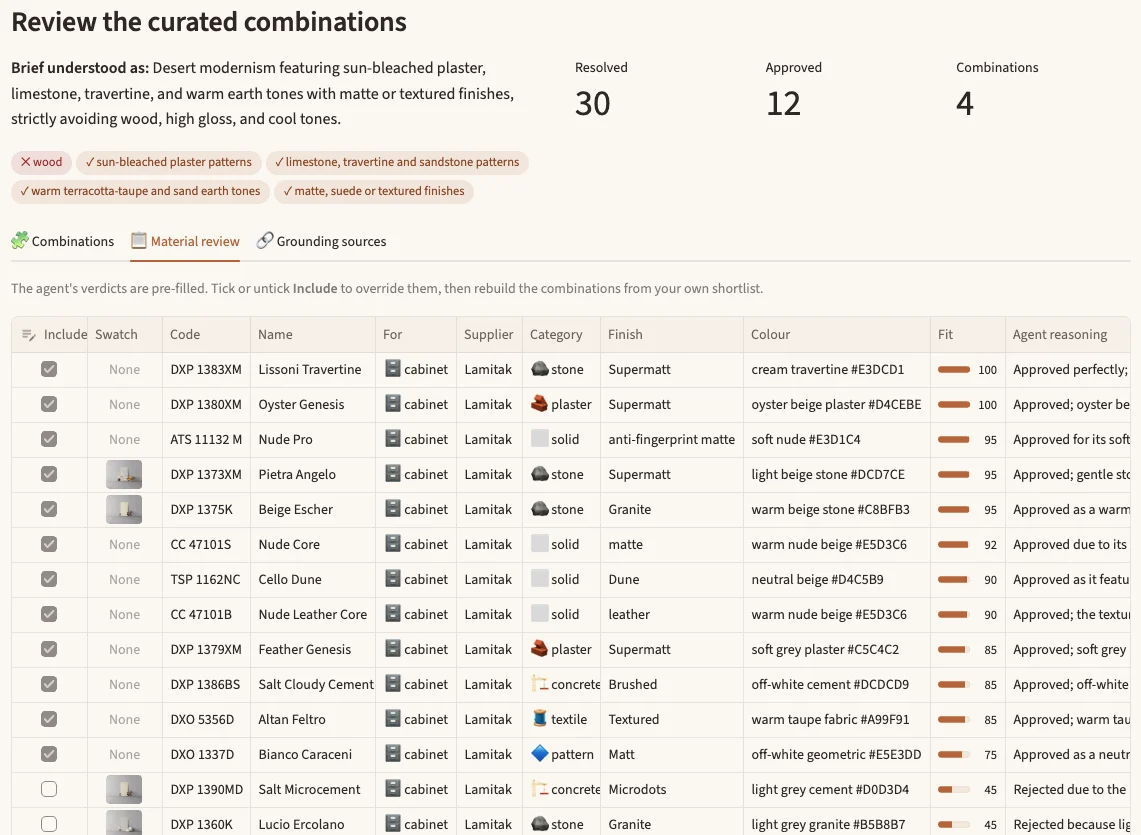 Review the curated combinations
Brief understood as: Desert modernism featuring sun-bleached plaster,
limestone, travertine, and warm earth tones with matte or textured finishes,
strictly avoiding wood, high gloss, and cool tones.
Resolved Approved Combinations
30 12 4
✕ wood ✓ sun-bleached plaster patterns ✓ limestone, travertine and sandstone patterns
✓ warm terracotta-taupe and sand earth tones ✓ matte, suede or textured finishes
Combinations Material review Grounding sources
The agent's verdicts are pre-filled. Tick or untick Include to override them, then rebuild the combinations from your own shortlist.
Include Swatch Code Name For Supplier Category Finish Colour Fit Agent reasoning
None DXP 1383XM Lissoni Travertine cabinet Lamitak stone Supermatt cream travertine #E3DCD1 100 Approved perfectly;
None DXP 1380XM Oyster Genesis cabinet Lamitak plaster Supermatt oyster beige plaster #D4CEBE 100 Approved; oyster be
None ATS 11132 M Nude Pro cabinet Lamitak solid anti-fingerprint matte soft nude #E3D1C4 95 Approved for its soft
DXP 1373XM Pietra Angelo cabinet Lamitak stone Supermatt light beige stone #DCD7CE 95 Approved; gentle sto
DXP 1375K Beige Escher cabinet Lamitak stone Granite warm beige stone #C8BFB3 95 Approved as a warm
None CC 47101S Nude Core cabinet Lamitak solid matte warm nude beige #E5D3C6 92 Approved due to its
None TSP 1162NC Cello Dune cabinet Lamitak solid Dune neutral beige #D4C5B9 90 Approved as it featu
None CC 47101B Nude Leather Core cabinet Lamitak solid leather warm nude beige #E5D3C6 90 Approved; the textur
None DXP 1379XM Feather Genesis cabinet Lamitak plaster Supermatt soft grey plaster #C5C4C2 85 Approved; soft grey
None DXP 1386BS Salt Cloudy Cement cabinet Lamitak concrete Brushed off-white cement #DCDCD9 85 Approved; off-white
None DXO 5356D Altan Feltro cabinet Lamitak textile Textured warm taupe fabric #A99F91 85 Approved; warm tau
None DXO 1337D Bianco Caraceni cabinet Lamitak pattern Matt off-white geometric #E5E3DD 75 Approved as a neutr
DXP 1390MD Salt Microcement cabinet Lamitak concrete Microdots light grey cement #D0D3D4 45 Rejected due to the
DXP 1360K Lucio Ercolano cabinet Lamitak stone Granite light grey granite #B5B8B7 45 Rejected because lig